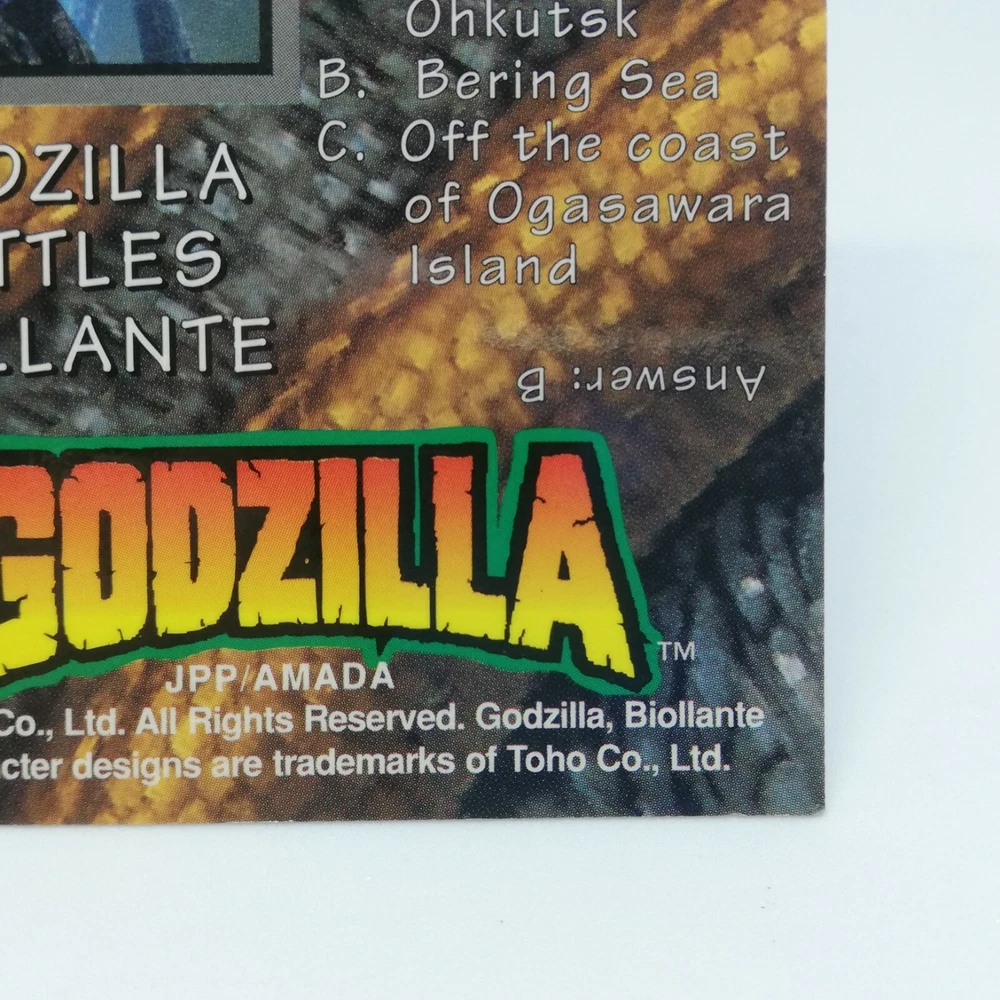 Ohkutsk
B. Bering Sea
C. Off the coast
of Ogasawara
Island
DZILLA
TTLES
LLANTE
Answer: B
GODZILLA TM
JPP/AMADA
Co., Ltd. All Rights Reserved. Godzilla, Biollante
cter designs are trademarks of Toho Co., Ltd.